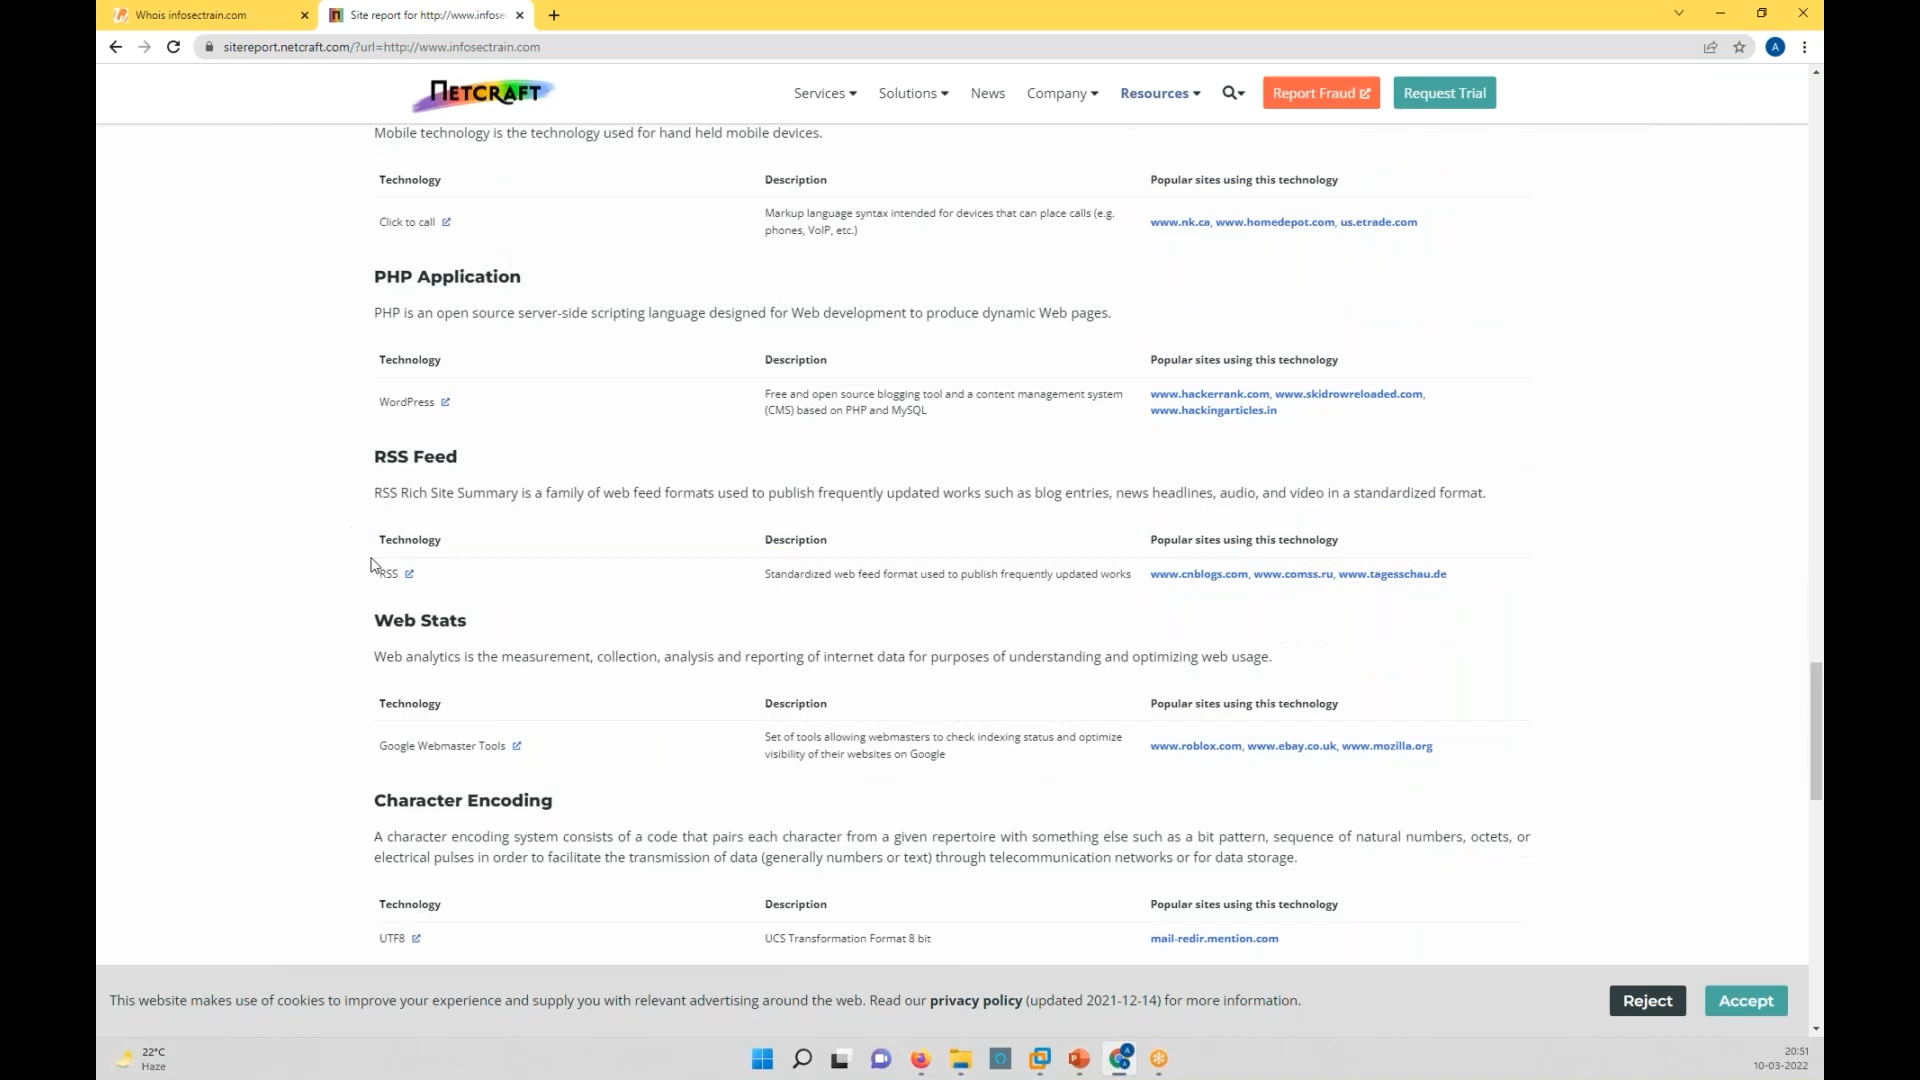 Whois infosectrain.com
Site report for http://www.infose
sitereport.netcraft.com/?url=http://www.infosectrain.com
A
NETCRAFT
Services
Solutions
News
Company
Resources
Report Fraud
Request Trial
Mobile technology is the technology used for hand held mobile devices.
Technology Description Popular sites using this technology
Click to call
Markup language syntax intended for devices that can place calls (e.g.
phones, VoIP, etc.)
www.nk.ca, www.homedepot.com, us.etrade.com
PHP Application
PHP is an open source server-side scripting language designed for Web development to produce dynamic Web pages.
Technology Description Popular sites using this technology
WordPress
Free and open source blogging tool and a content management system
(CMS) based on PHP and MySQL
www.hackerrank.com, www.skidrowreloaded.com,
www.hackingarticles.in
RSS Feed
RSS Rich Site Summary is a family of web feed formats used to publish frequently updated works such as blog entries, news headlines, audio, and video in a standardized format.
Technology Description Popular sites using this technology
RSS Standardized web feed format used to publish frequently updated works www.cnblogs.com, www.comss.ru, www.tagesschau.de
Web Stats
Web analytics is the measurement, collection, analysis and reporting of internet data for purposes of understanding and optimizing web usage.
Technology Description Popular sites using this technology
Google Webmaster Tools
Set of tools allowing webmasters to check indexing status and optimize
visibility of their websites on Google
www.roblox.com, www.ebay.co.uk, www.mozilla.org
Character Encoding
A character encoding system consists of a code that pairs each character from a given repertoire with something else such as a bit pattern, sequence of natural numbers, octets, or
electrical pulses in order to facilitate the transmission of data (generally numbers or text) through telecommunication networks or for data storage.
Technology Description Popular sites using this technology
UTF8 UCS Transformation Format 8 bit mail-redir.mention.com
This website makes use of cookies to improve your experience and supply you with relevant advertising around the web. Read our privacy policy (updated 2021-12-14) for more information.
Reject
Accept
22°C
Haze
20:51
10-03-2022